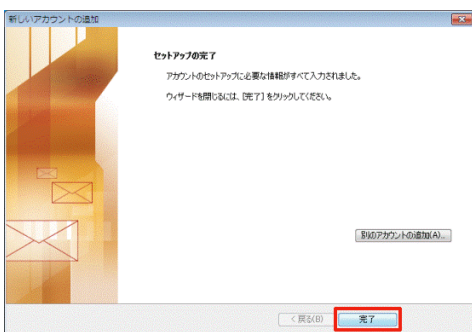 新しいアカウントの追加
セットアップの完了
アカウントのセットアップに必要な情報がすべて入力されました。
ウィザードを閉じるには、[完了] をクリックしてください。
別のアカウントの追加(A)...
< 戻る(B)
完了